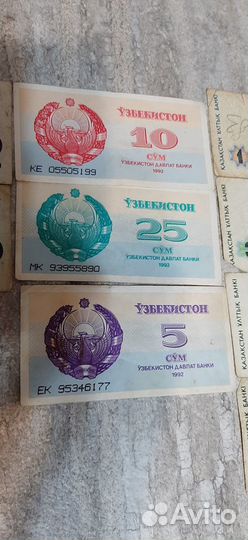 ЎЗБЕКИСТОН
10
СЎМ
ЎЗБЕКИСТОН ДАВЛАТ БАНКИ
1992
КЕ 05505199
ЎЗБЕКИСТОН
25
СЎМ
ЎЗБЕКИСТОН ДАВЛАТ БАНКИ
1992
МК 93955890
ЎЗБЕКИСТОН
5
СЎМ
ЎЗБЕКИСТОН ДАВЛАТ БАНКИ
1992
ЕК 95346177
ҚАЗАҚСТАН ҰЛТТЫҚ БАНКІ
ҚАЗАҚСТАН ҰЛТТЫҚ БАНКІ
Avito